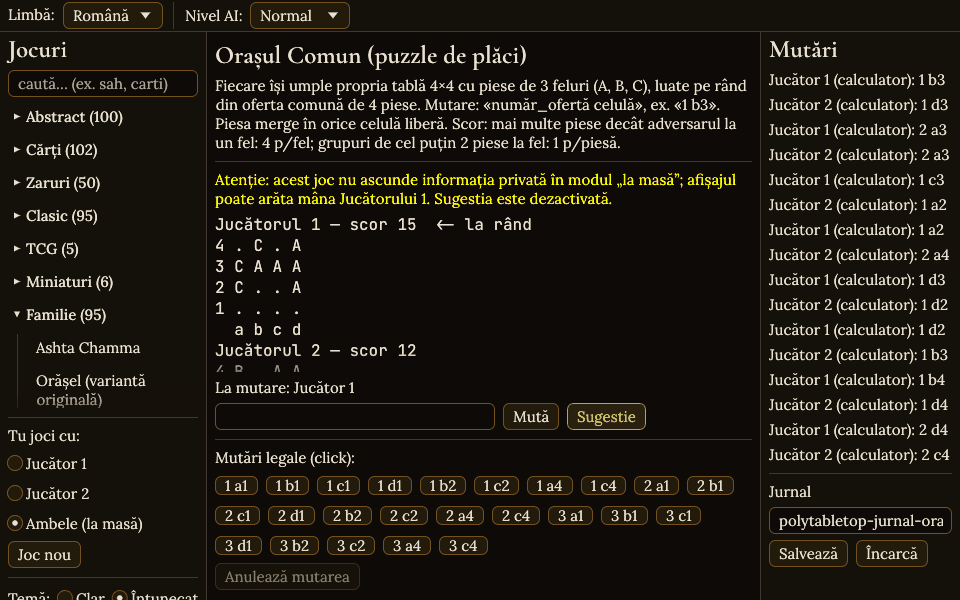 Limbă: Română ▼ Nivel AI: Normal ▼
Jocuri
caută... (ex. sah, carti)
▸ Abstract (100)
▸ Cărți (102)
▸ Zaruri (50)
▸ Clasic (95)
▸ TCG (5)
▸ Miniaturi (6)
▾ Familie (95)
Ashta Chamma
Orășel (variantă
originală)
Tu joci cu:
Jucător 1
Jucător 2
Ambele (la masă)
Joc nou
Temă: Clar Întunecat
Orașul Comun (puzzle de plăci)
Fiecare își umple propria tablă 4×4 cu piese de 3 feluri (A, B, C), luate pe rând
din oferta comună de 4 piese. Mutare: «număr_ofertă celulă», ex. «1 b3».
Piesa merge în orice celulă liberă. Scor: mai multe piese decât adversarul la
un fel: 4 p/fel; grupuri de cel puțin 2 piese la fel: 1 p/piesă.
Atenție: acest joc nu ascunde informația privată în modul „la masă”; afișajul
poate arăta mâna Jucătorului 1. Sugestia este dezactivată.
Jucătorul 1 — scor 15 ← la rând
4 . C . A
3 C A A A
2 C . . A
1 . . . .
a b c d
Jucătorul 2 — scor 12
4 B . A A
La mutare: Jucător 1
Mută Sugestie
Mutări legale (click):
1 a1 1 b1 1 c1 1 d1 1 b2 1 c2 1 a4 1 c4 2 a1 2 b1
2 c1 2 d1 2 b2 2 c2 2 a4 2 c4 3 a1 3 b1 3 c1
3 d1 3 b2 3 c2 3 a4 3 c4
Anulează mutarea
Mutări
Jucător 1 (calculator): 1 b3
Jucător 2 (calculator): 1 d3
Jucător 1 (calculator): 2 a3
Jucător 2 (calculator): 2 a3
Jucător 1 (calculator): 1 c3
Jucător 2 (calculator): 1 a2
Jucător 1 (calculator): 1 a2
Jucător 2 (calculator): 2 a4
Jucător 1 (calculator): 1 d3
Jucător 2 (calculator): 1 d2
Jucător 1 (calculator): 1 d2
Jucător 2 (calculator): 1 b3
Jucător 1 (calculator): 1 b4
Jucător 2 (calculator): 1 d4
Jucător 1 (calculator): 2 d4
Jucător 2 (calculator): 2 c4
Jurnal
polytabletop-jurnal-ora
Salvează Încarcă